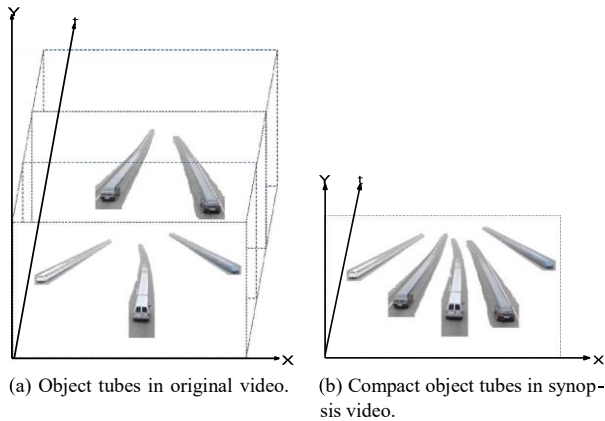 Y
t
X
(a) Object tubes in original video.
Y
t
X
(b) Compact object tubes in synop-
sis video.